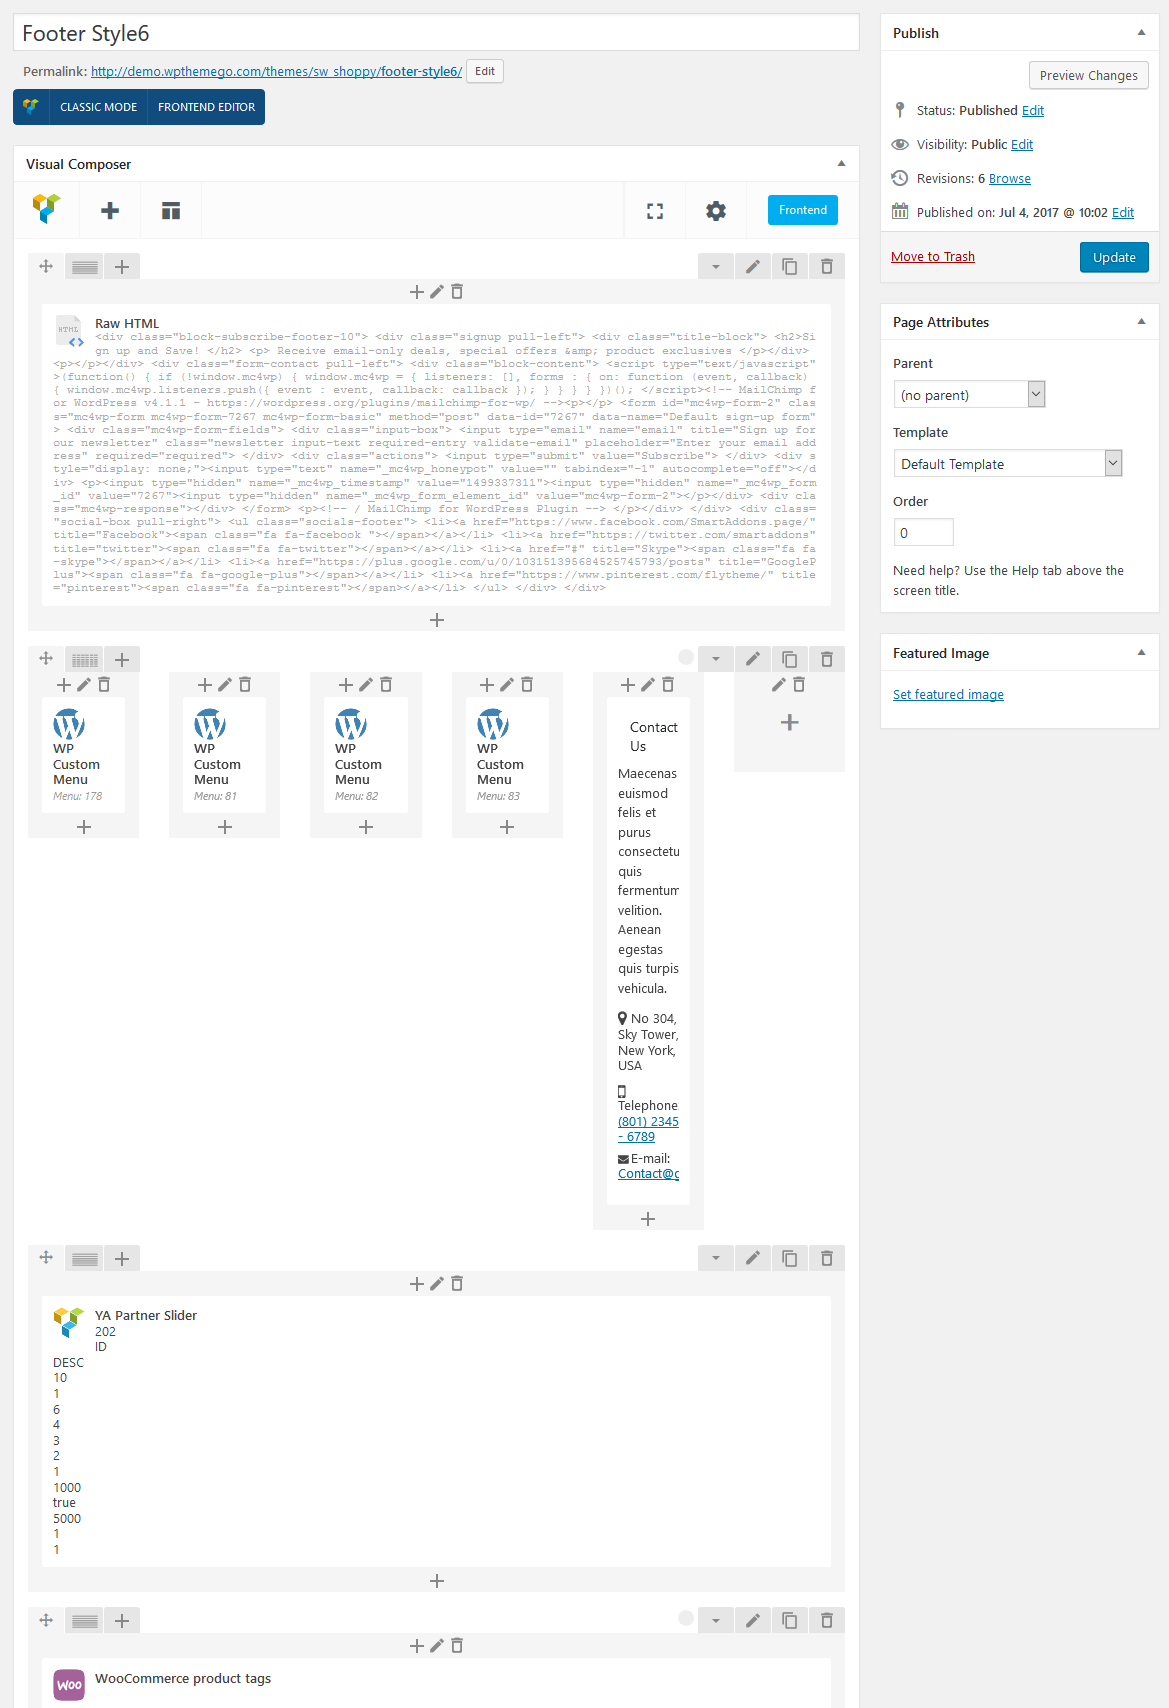 Footer Style6
Permalink: http://demo.wpthemego.com/themes/sw_shoppy/footer-style6/ Edit
CLASSIC MODE FRONTEND EDITOR
Visual Composer
Frontend
Raw HTML
HTML
<div class="block-subscribe-footer-10"> <div class="signup pull-left"> <div class="title-block"> <h2>Si
gn up and Save! </h2> <p> Receive email-only deals, special offers &amp; product exclusives </p></div>
<p></p></div> <div class="form-contact pull-left"> <div class="block-content"> <script type="text/javascript"
>(function() { if (!window.mc4wp) { window.mc4wp = { listeners: [], forms : { on: function (event, callback)
{ window.mc4wp.listeners.push({ event : event, callback: callback }); } } } } })(); </script><!-- MailChimp f
or WordPress v4.1.1 - https://wordpress.org/plugins/mailchimp-for-wp/ --><p></p> <form id="mc4wp-form-2" clas
s="mc4wp-form mc4wp-form-7267 mc4wp-form-basic" method="post" data-id="7267" data-name="Default sign-up form"
> <div class="mc4wp-form-fields"> <div class="input-box"> <input type="email" name="email" title="Sign up for
our newsletter" class="newsletter input-text required-entry validate-email" placeholder="Enter your email add
ress" required="required"> </div> <div class="actions"> <input type="submit" value="Subscribe"> </div> <div s
tyle="display: none;"><input type="text" name="_mc4wp_honeypot" value="" tabindex="-1" autocomplete="off"></d
iv> <p><input type="hidden" name="_mc4wp_timestamp" value="1499337311"><input type="hidden" name="_mc4wp_form
_id" value="7267"><input type="hidden" name="_mc4wp_form_element_id" value="mc4wp-form-2"></p></div> <div cla
ss="mc4wp-response"></div> </form> <p><!-- / MailChimp for WordPress Plugin --> </p></div> </div> <div class=
"social-box pull-right"> <ul class="socials-footer"> <li><a href="https://www.facebook.com/SmartAddons.page/"
title="Facebook"><span class="fa fa-facebook "></span></a></li> <li><a href="https://twitter.com/smartaddons"
title="twitter"><span class="fa fa-twitter"></span></a></li> <li><a href="#" title="Skype"><span class="fa fa
-skype"></span></a></li> <li><a href="https://plus.google.com/u/0/103151395684525745793/posts" title="GoogleP
lus"><span class="fa fa-google-plus"></span></a></li> <li><a href="https://www.pinterest.com/flytheme/" title
="pinterest"><span class="fa fa-pinterest"></span></a></li> </ul> </div> </div>
WP
Custom
Menu
Menu: 178
WP
Custom
Menu
Menu: 81
WP
Custom
Menu
Menu: 82
WP
Custom
Menu
Menu: 83
Contact
Us
Maecenas
euismod
felis et
purus
consectetu
quis
fermentum
velition.
Aenean
egestas
quis turpis
vehicula.
No 304,
Sky Tower,
New York,
USA
Telephone
(801) 2345
- 6789
E-mail:
Contact@g
YA Partner Slider
202
ID
DESC
10
1
6
4
3
2
1
1000
true
5000
1
1
Woo
WooCommerce product tags
Publish
Preview Changes
Status: Published Edit
Visibility: Public Edit
Revisions: 6 Browse
Published on: Jul 4, 2017 @ 10:02 Edit
Move to Trash Update
Page Attributes
Parent
(no parent)
Template
Default Template
Order
0
Need help? Use the Help tab above the
screen title.
Featured Image
Set featured image